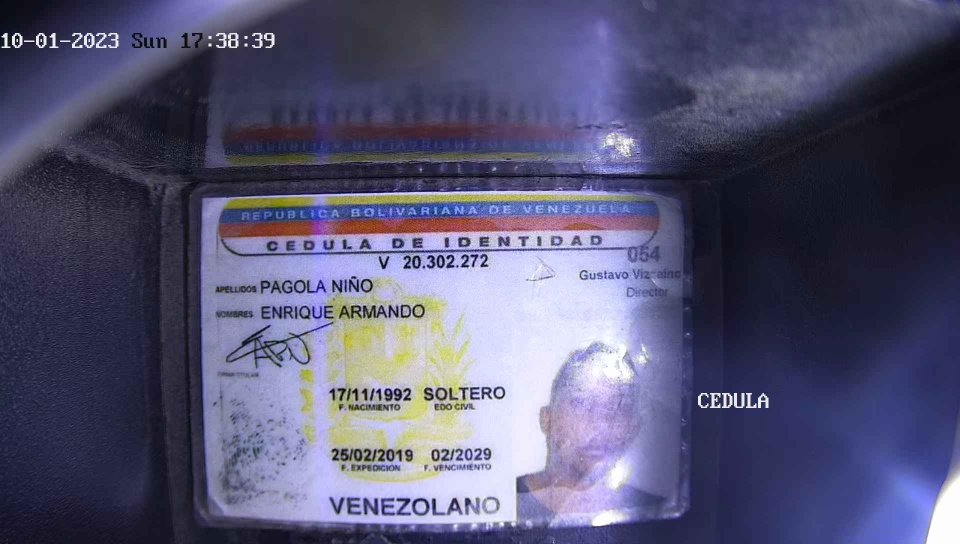 10-01-2023 Sun 17:38:39
REPUBLICA BOLIVARIANA DE VENEZUELA
CEDULA DE IDENTIDAD
V 20.302.272
054
Gustavo Vizcaino
Director
APELLIDOS PAGOLA NIÑO
NOMBRES ENRIQUE ARMANDO
17/11/1992 SOLTERO
F. NACIMIENTO EDO CIVIL
CEDULA
25/02/2019 02/2029
F. EXPEDICION F. VENCIMIENTO
VENEZOLANO